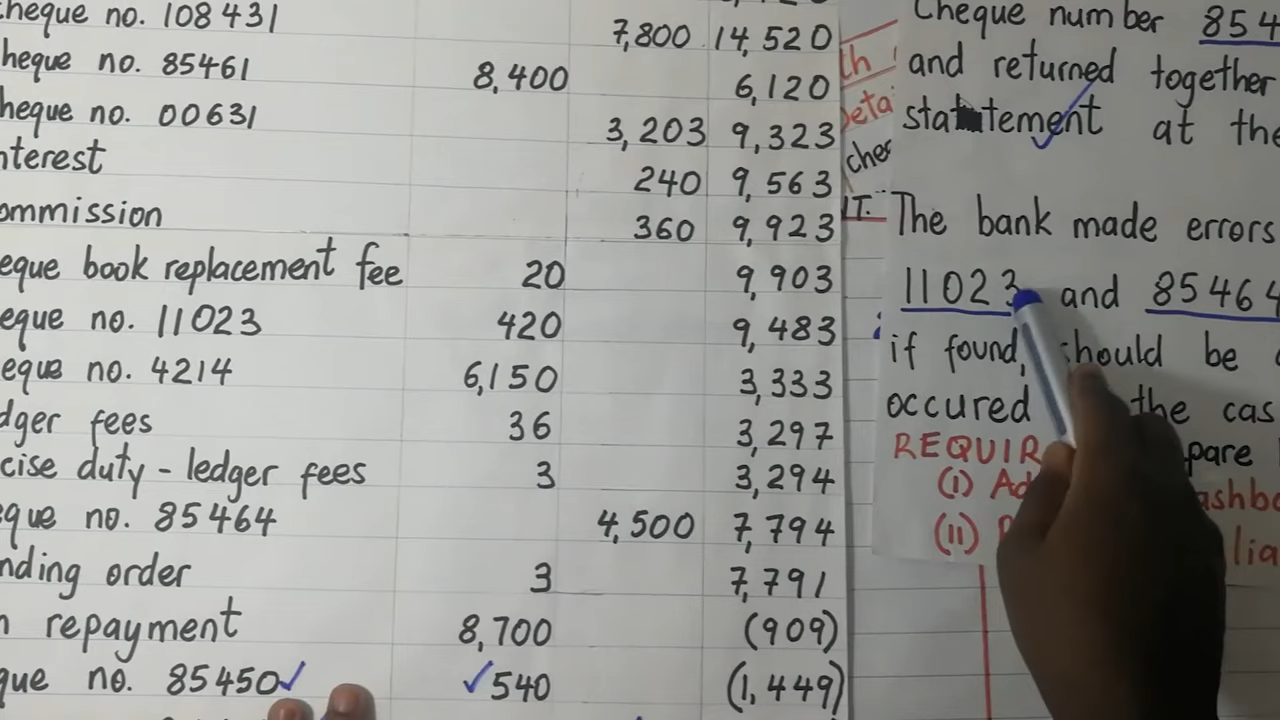 cheque no. 108431 7,800 14,520
heque no. 85461 8,400 6,120
heque no. 00631 3,203 9,323
nterest 240 9,563
ommission 360 9,923
eque book replacement fee 20 9,903
eque no. 11023 420 9,483
eque no. 4214 6,150 3,333
dger fees 36 3,297
cise duty - ledger fees 3 3,294
que no. 85464 4,500 7,794
nding order 3 7,791
n repayment 8,700 (909)
que no. 85450 540 (1,449)
th
Deta
cher
Cheque number 854
and returned together
statement at the
II. The bank made errors
11023 and 85464
if found, should be
occured the cas
REQUIR pare
(I) Ad ashbo
(II) lia